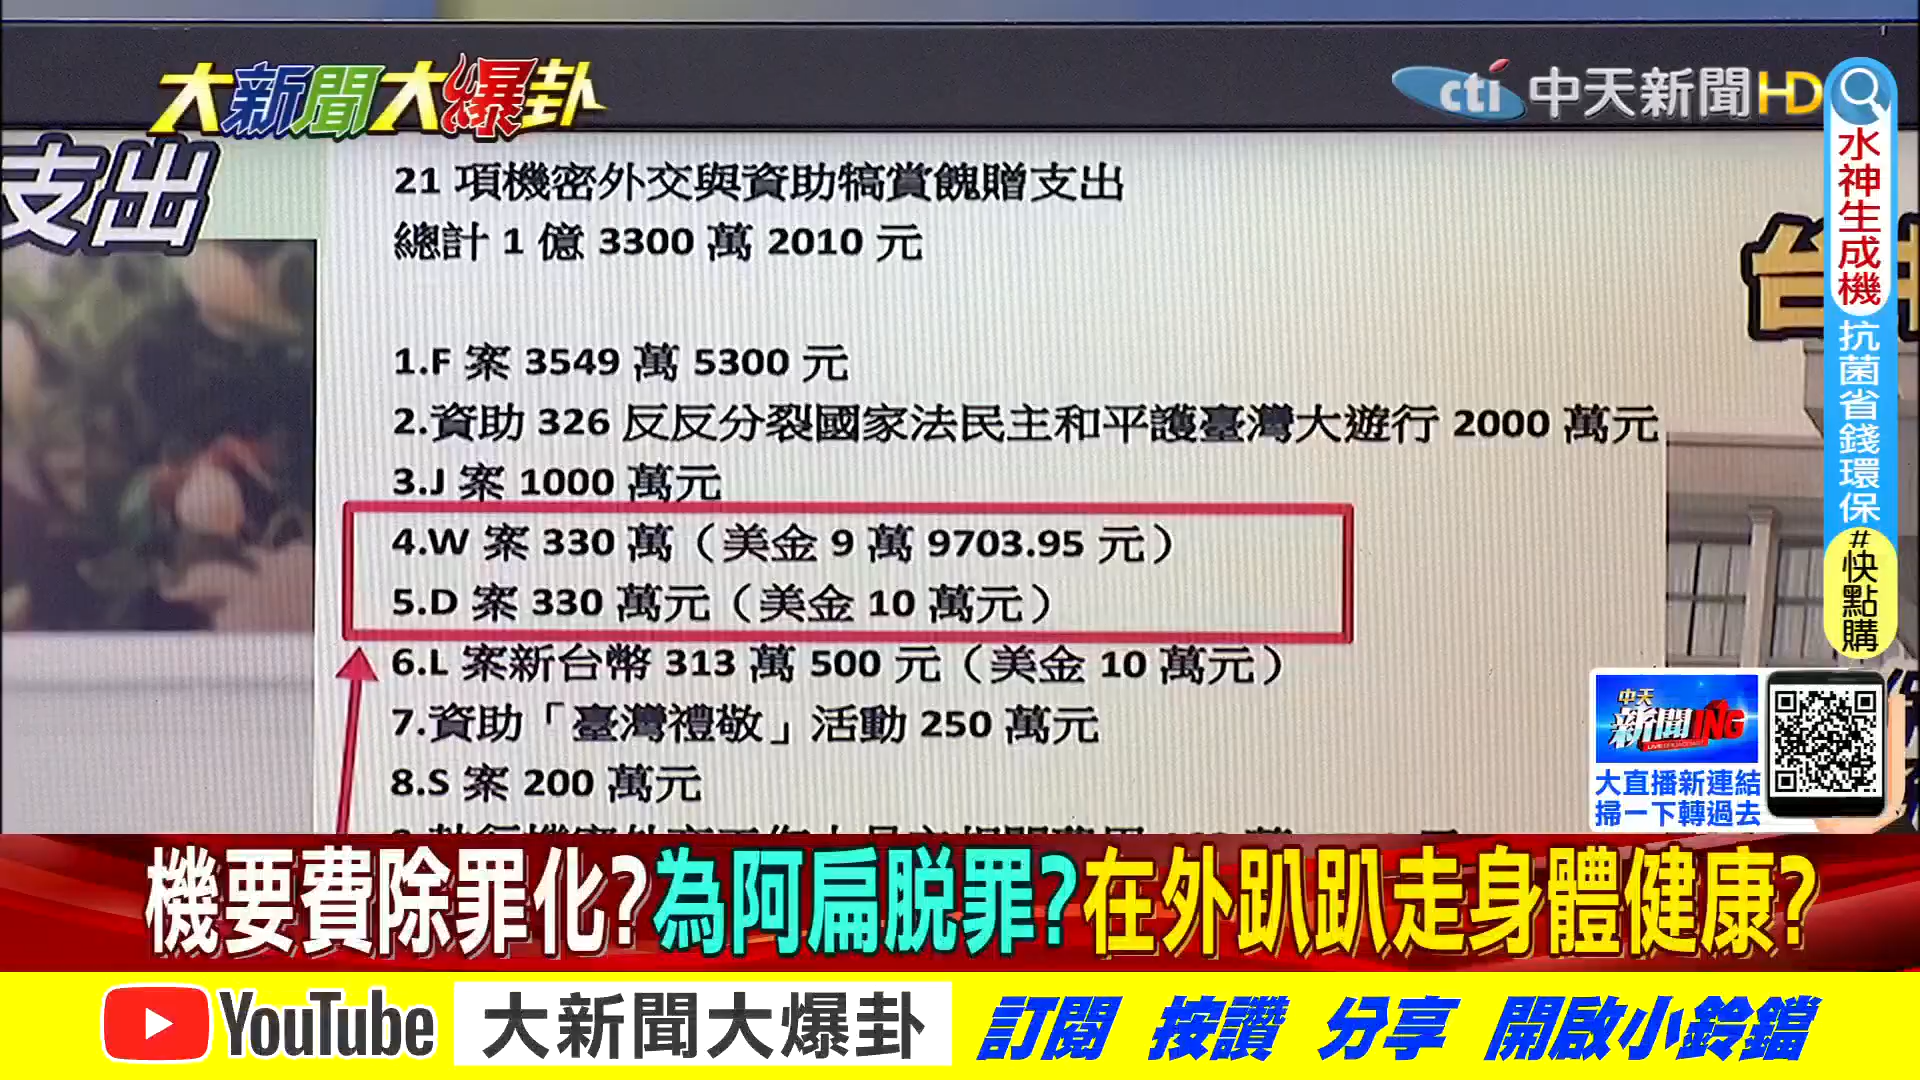 大新聞大爆卦
cti 中天新聞HD
支出
21 項機密外交與資助犒賞餽贈支出
總計 1 億 3300 萬 2010 元
1.F 案 3549 萬 5300 元
2.資助 326 反反分裂國家法民主和平護臺灣大遊行 2000 萬元
3.J 案 1000 萬元
4.W 案 330 萬（美金 9 萬 9703.95 元）
5.D 案 330 萬元（美金 10 萬元）
6.L 案新台幣 313 萬 500 元（美金 10 萬元）
7.資助「臺灣禮敬」活動 250 萬元
8.S 案 200 萬元
水神生成機
抗菌省錢環保
#快點購
中天
新聞ING
大直播新連結
掃一下轉過去
機要費除罪化?為阿扁脫罪?在外趴趴走身體健康?
YouTube 大新聞大爆卦 訂閱 按讚 分享 開啟小鈴鐺